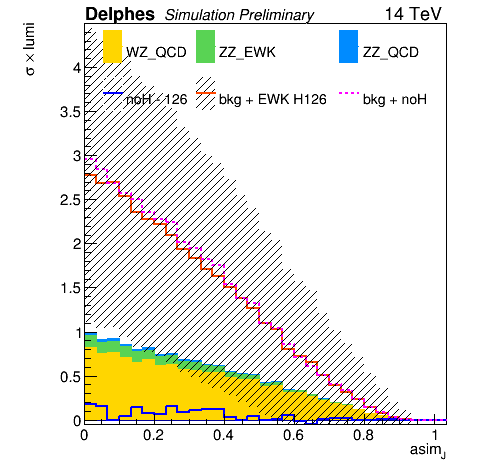 Delphes Simulation Preliminary 14 TeV
σ × lumi
WZ_QCD ZZ_EWK ZZ_QCD
noH - 126 bkg + EWK H126 bkg + noH
4
3.5
3
2.5
2
1.5
1
0.5
0
0 0.2 0.4 0.6 0.8 1
asim_J